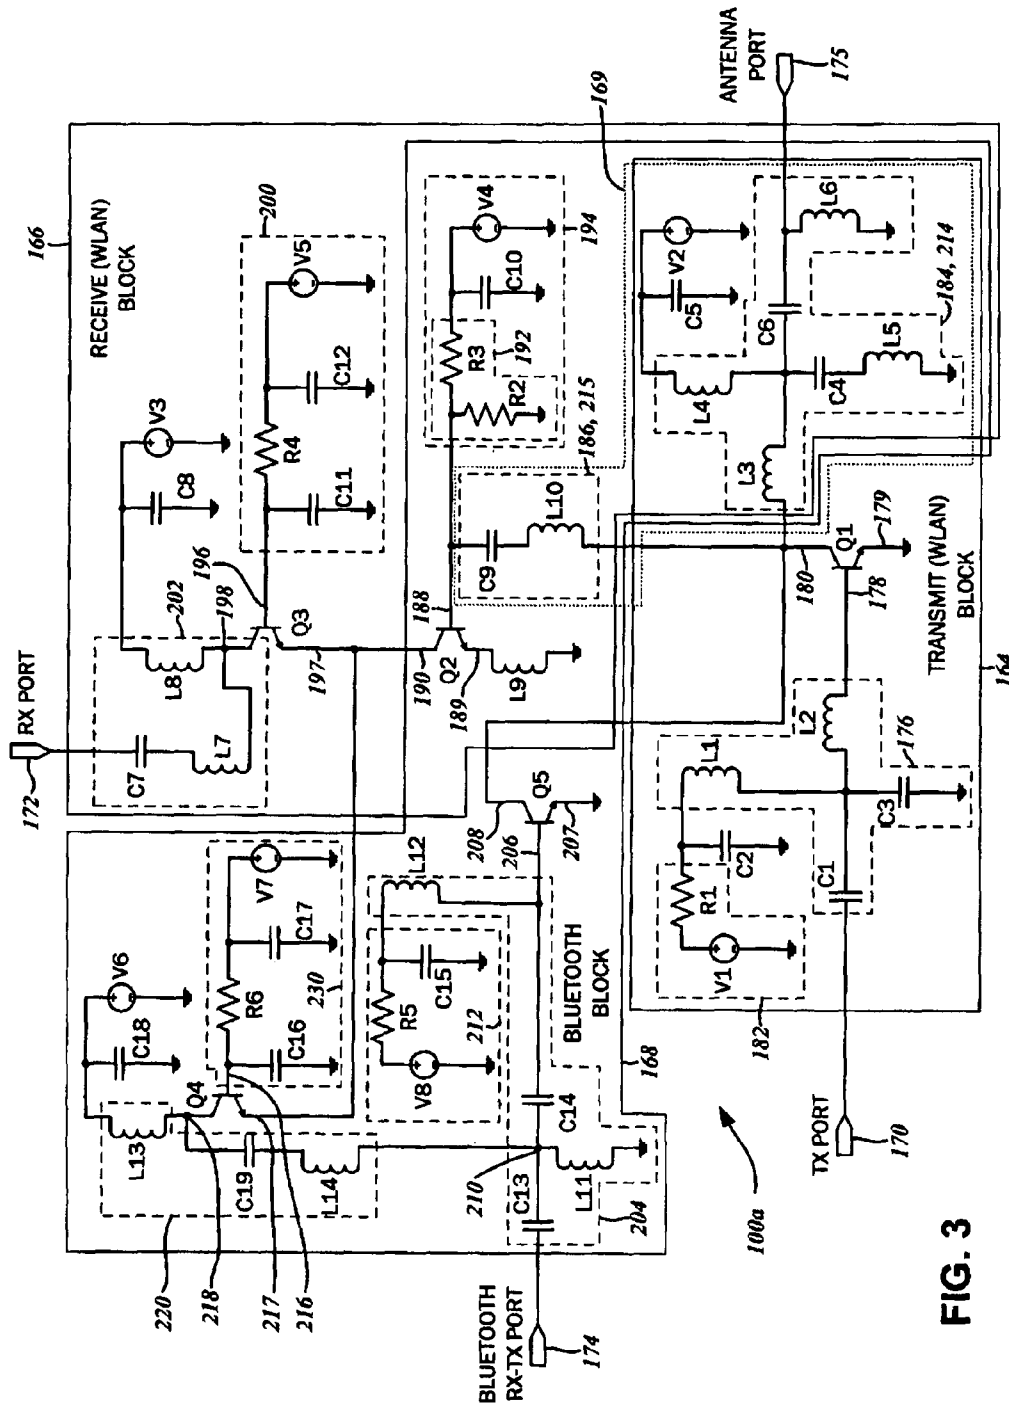 166
RECEIVE (WLAN)
BLOCK
RX PORT
172
C7
L7
L8
202
198
V3
C8
196
200
V5
R4
C12
C11
Q3
197
V6
C18
L13
Q4
230
V7
R6
C17
C16
C19
L14
220
218
217
216
190
Q2
189
188
L9
V4
C10
R3
192
R2
194
186, 215
C9
L10
169
ANTENNA
PORT
175
L12
R5
C15
V8
212
BLUETOOTH
BLOCK
168
208
Q5
206
207
C14
210
C13
L11
204
BLUETOOTH
RX-TX PORT
174
V2
C5
L4
L3
C6
L6
C4
L5
184, 214
180
Q1
179
178
TRANSMIT (WLAN)
BLOCK
164
L1
L2
176
C3
C2
R1
V1
C1
182
TX PORT
170
100a
FIG. 3